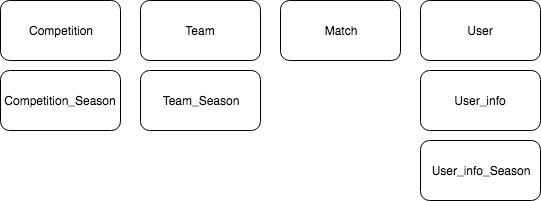 Competition
Team
Match
User
Competition_Season
Team_Season
User_info
User_info_Season